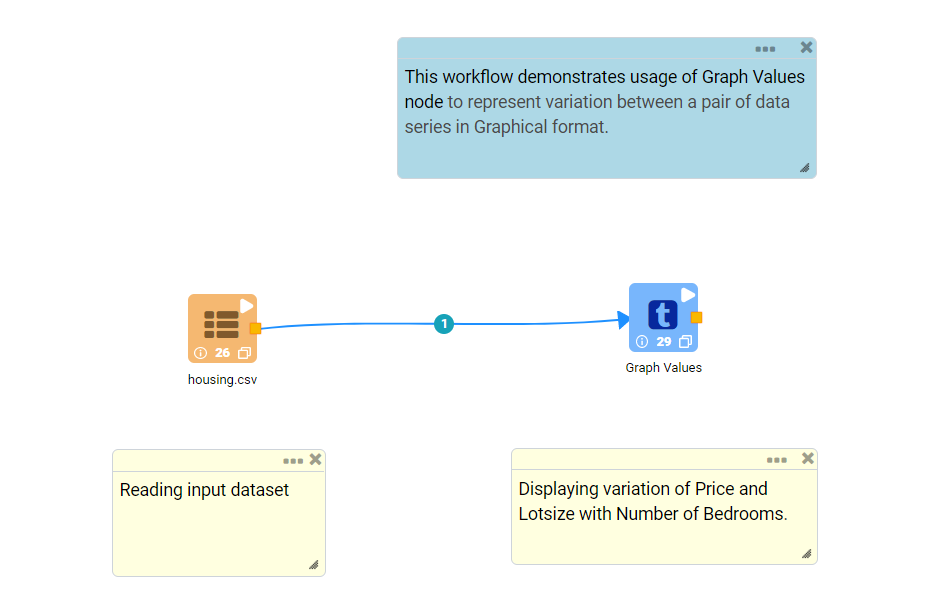 This workflow demonstrates usage of Graph Values
node to represent variation between a pair of data
series in Graphical format.
1
26
t
29
housing.csv
Graph Values
Reading input dataset
Displaying variation of Price and
Lotsize with Number of Bedrooms.